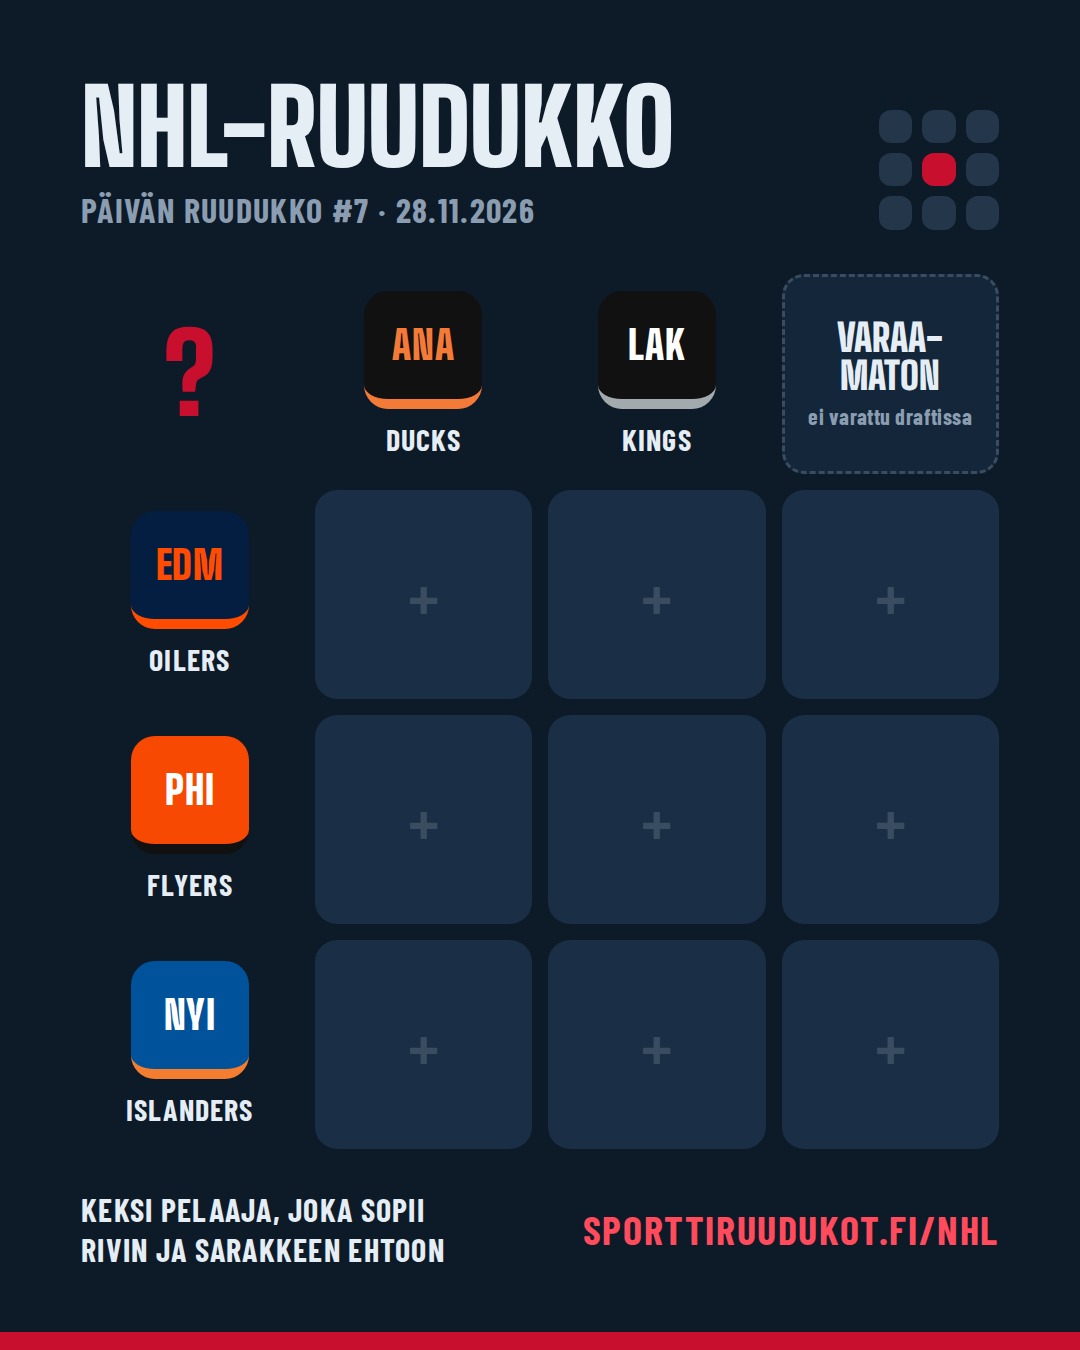 NHL–RUUDUKKO
PÄIVÄN RUUDUKKO #7 · 28.11.2026
?
ANA
DUCKS
LAK
KINGS
VARAA–
MATON
ei varattu draftissa
EDM
OILERS
+ + +
PHI
FLYERS
+ + +
NYI
ISLANDERS
+ + +
KEKSI PELAAJA, JOKA SOPII
RIVIN JA SARAKKEEN EHTOON
SPORTTIRUUDUKOT.FI/NHL